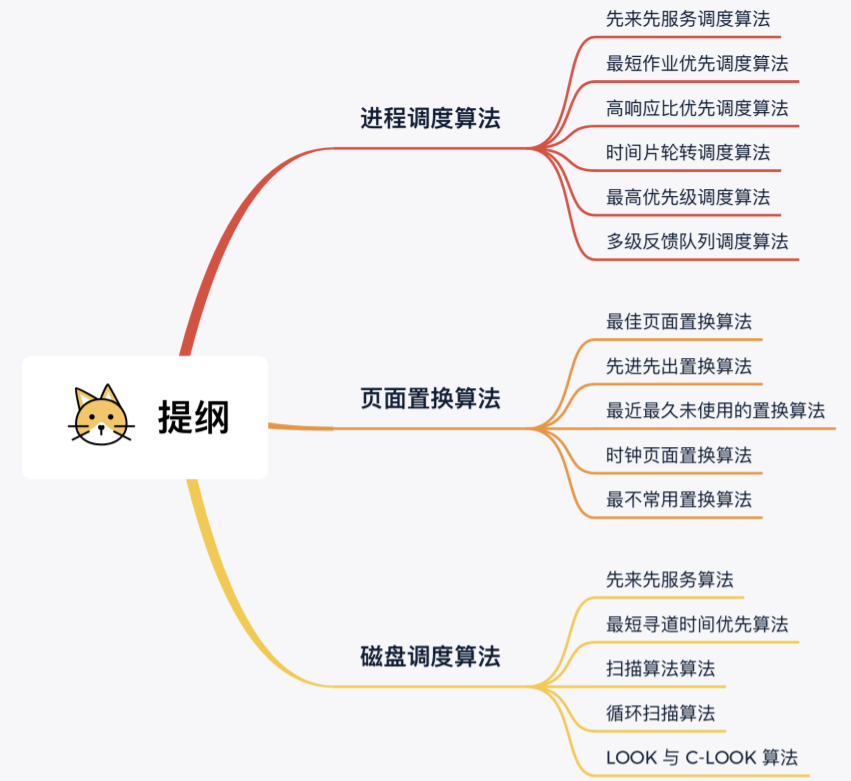 提纲
进程调度算法
先来先服务调度算法
最短作业优先调度算法
高响应比优先调度算法
时间片轮转调度算法
最高优先级调度算法
多级反馈队列调度算法
页面置换算法
最佳页面置换算法
先进先出置换算法
最近最久未使用的置换算法
时钟页面置换算法
最不常用置换算法
磁盘调度算法
先来先服务算法
最短寻道时间优先算法
扫描算法算法
循环扫描算法
LOOK 与 C-LOOK 算法